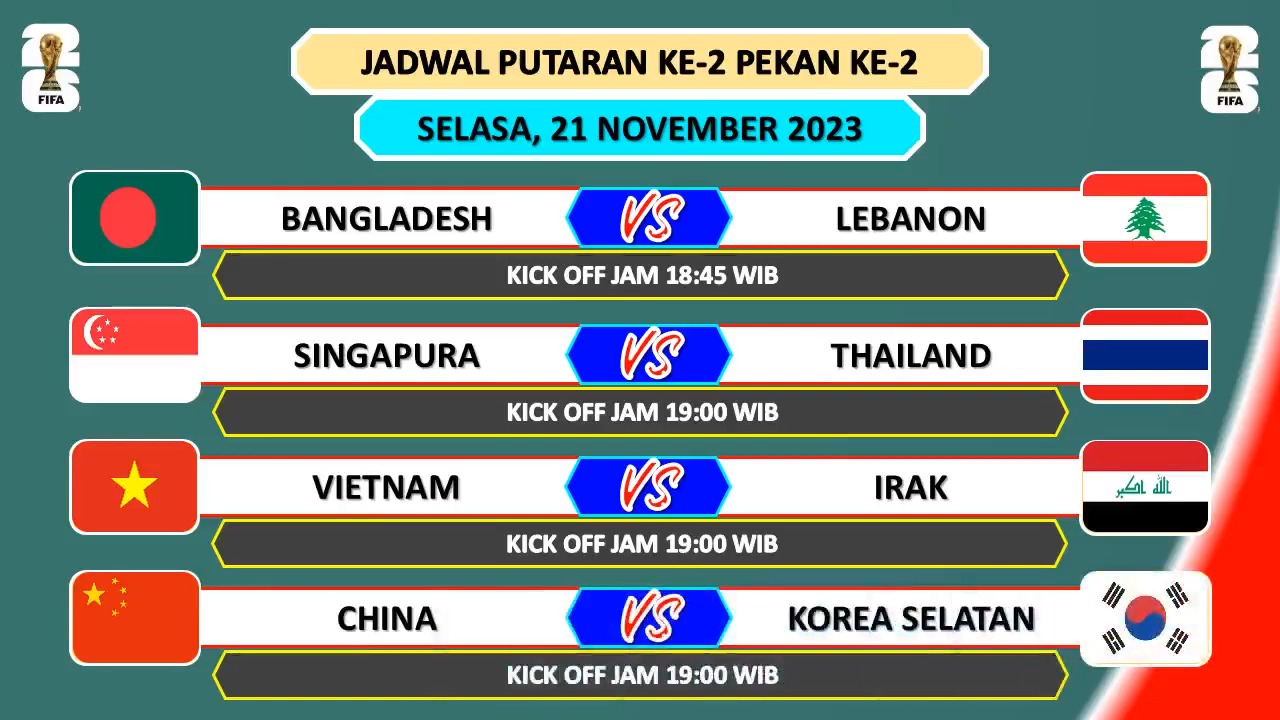 FIFA
FIFA
JADWAL PUTARAN KE-2 PEKAN KE-2
SELASA, 21 NOVEMBER 2023
BANGLADESH VS LEBANON
KICK OFF JAM 18:45 WIB
SINGAPURA VS THAILAND
KICK OFF JAM 19:00 WIB
VIETNAM VS IRAK
الله اكبر
KICK OFF JAM 19:00 WIB
CHINA VS KOREA SELATAN
KICK OFF JAM 19:00 WIB